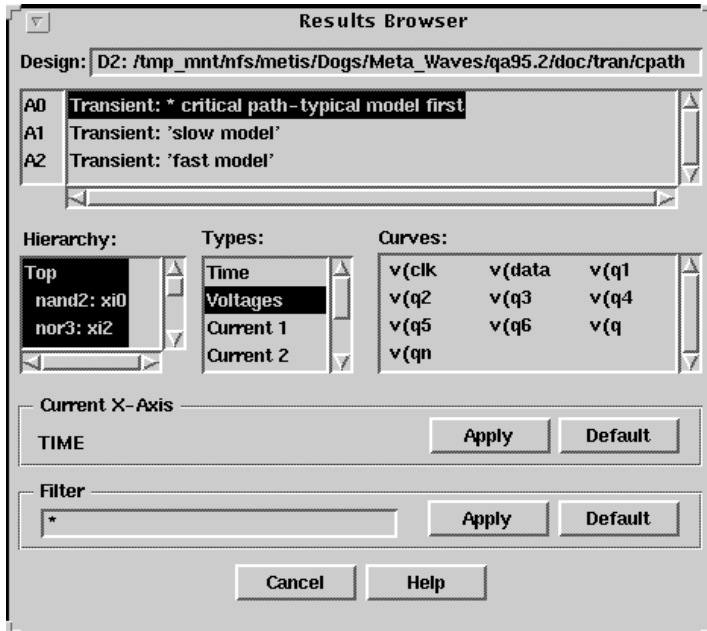 Results Browser
Design: D2: /tmp_mnt/nfs/metis/Dogs/Meta_Waves/qa95.2/doc/tran/cpath
A0 Transient: * critical path-typical model first
A1 Transient: 'slow model'
A2 Transient: 'fast model'
Hierarchy: Types: Curves:
Top Time v(clk v(data v(q1
nand2: xi0 Voltages v(q2 v(q3 v(q4
nor3: xi2 Current 1 v(q5 v(q6 v(q
Current 2 v(qn
Current X-Axis
TIME Apply Default
Filter
* Apply Default
Cancel Help